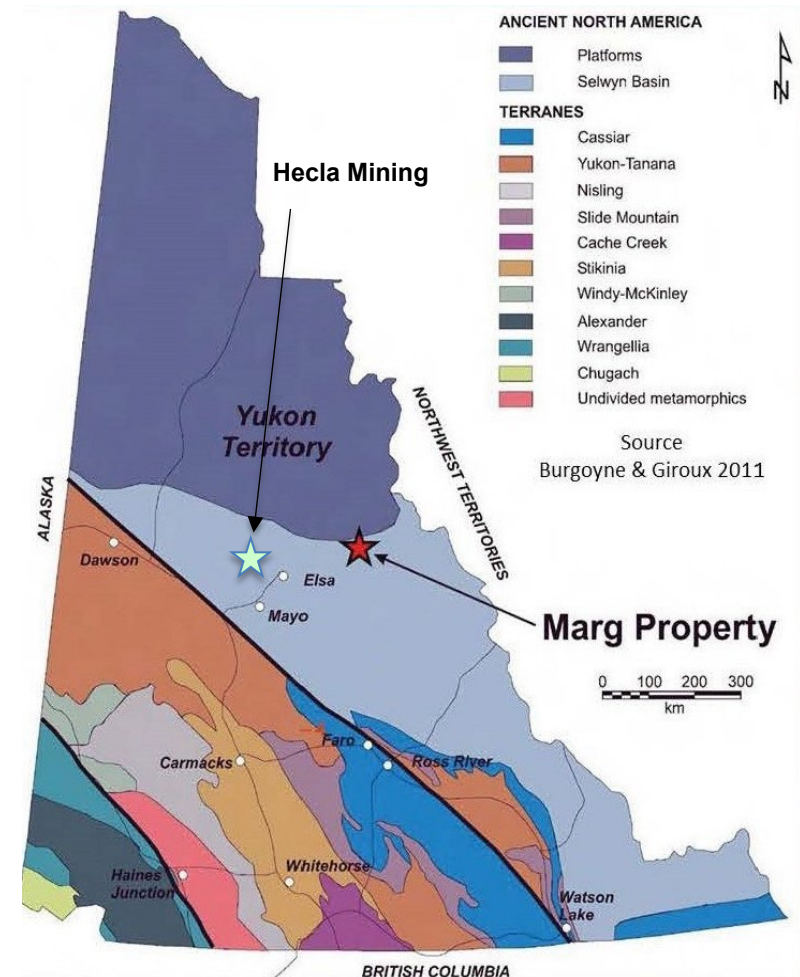 ANCIENT NORTH AMERICA
Platforms
Selwyn Basin
TERRANES
Cassiar
Yukon-Tanana
Nisling
Slide Mountain
Cache Creek
Stikinia
Windy-McKinley
Alexander
Wrangellia
Chugach
Undivided metamorphics
N
Source
Burgoyne & Giroux 2011
Hecla Mining
Yukon
Territory
NORTHWEST TERRITORIES
ALASKA
Dawson
Elsa
Mayo
Marg Property
0 100 200 300
km
Faro
Ross River
Carmacks
Haines
Junction
Whitehorse
Watson
Lake
BRITISH COLUMBIA